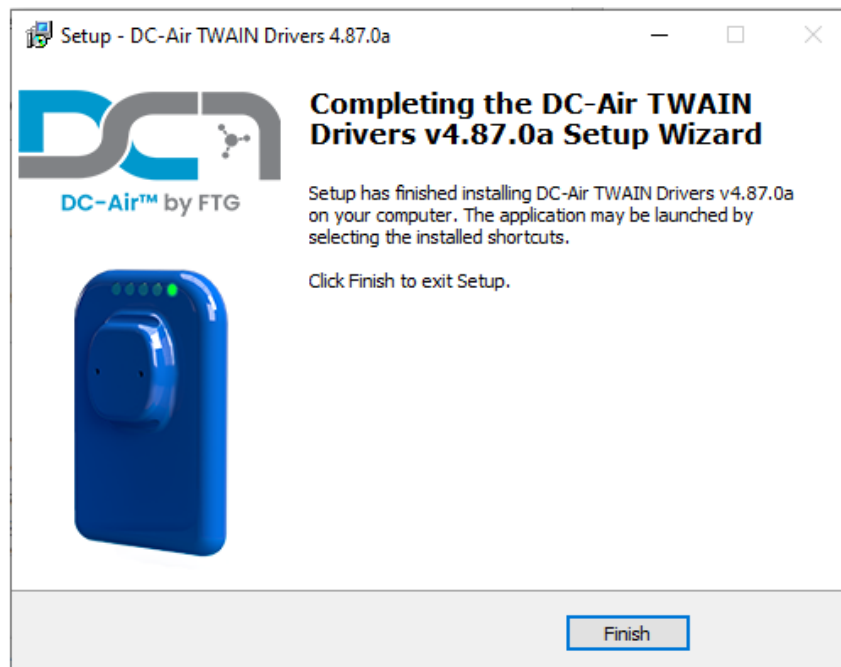 Setup - DC-Air TWAIN Drivers 4.87.0a
DCA
DC-Air™ by FTG
Completing the DC-Air TWAIN
Drivers v4.87.0a Setup Wizard
Setup has finished installing DC-Air TWAIN Drivers v4.87.0a
on your computer. The application may be launched by
selecting the installed shortcuts.
Click Finish to exit Setup.
Finish